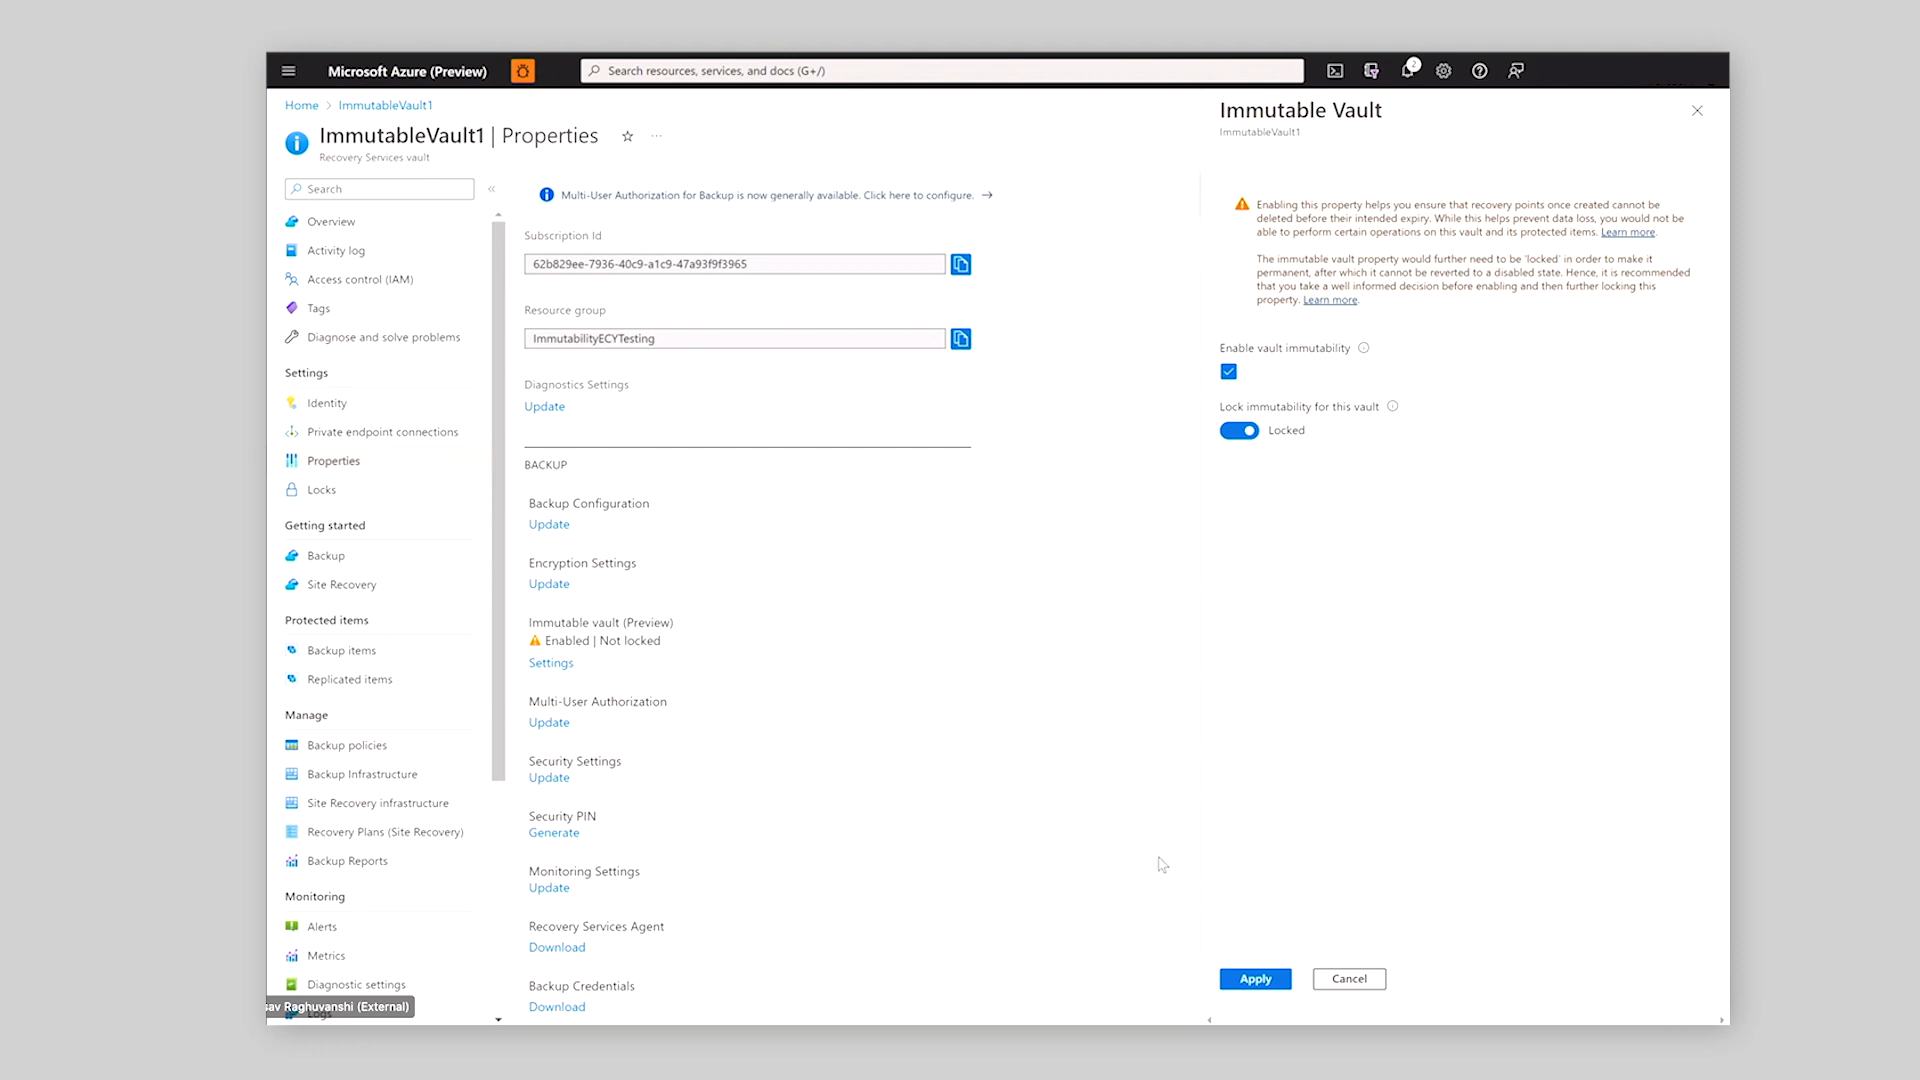 Microsoft Azure (Preview)
Search resources, services, and docs (G+/)
2
Home > ImmutableVault1
ImmutableVault1 | Properties
Recovery Services vault
Search
Overview
Activity log
Access control (IAM)
Tags
Diagnose and solve problems
Settings
Identity
Private endpoint connections
Properties
Locks
Getting started
Backup
Site Recovery
Protected items
Backup items
Replicated items
Manage
Backup policies
Backup Infrastructure
Site Recovery infrastructure
Recovery Plans (Site Recovery)
Backup Reports
Monitoring
Alerts
Metrics
Diagnostic settings
sav Raghuvanshi (External)
Logs
Multi-User Authorization for Backup is now generally available. Click here to configure. →
Subscription Id
62b829ee-7936-40c9-a1c9-47a93f9f3965
Resource group
ImmutabilityECYTesting
Diagnostics Settings
Update
BACKUP
Backup Configuration
Update
Encryption Settings
Update
Immutable vault (Preview)
Enabled | Not locked
Settings
Multi-User Authorization
Update
Security Settings
Update
Security PIN
Generate
Monitoring Settings
Update
Recovery Services Agent
Download
Backup Credentials
Download
Immutable Vault
ImmutableVault1
Enabling this property helps you ensure that recovery points once created cannot be
deleted before their intended expiry. While this helps prevent data loss, you would not be
able to perform certain operations on this vault and its protected items. Learn more.
The immutable vault property would further need to be 'locked' in order to make it
permanent, after which it cannot be reverted to a disabled state. Hence, it is recommended
that you take a well informed decision before enabling and then further locking this
property. Learn more.
Enable vault immutability
Lock immutability for this vault
Locked
Apply
Cancel